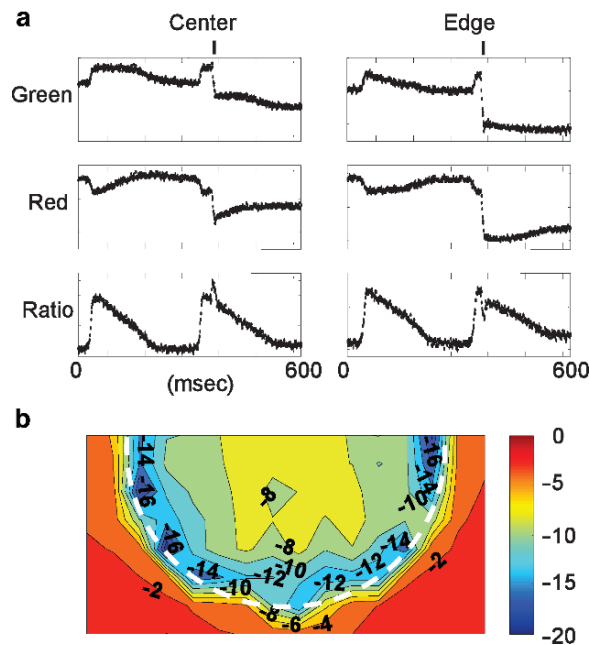 a
Center Edge
Green
Red
Ratio
0 600 0 600
(msec)
b
-14 -16 0
-16 -14 -5
-8 -10
-16 -8 -14 -10
-14 -10 -12
-12 -12
-2 -10 -2 -15
-8 -6 -4
-20